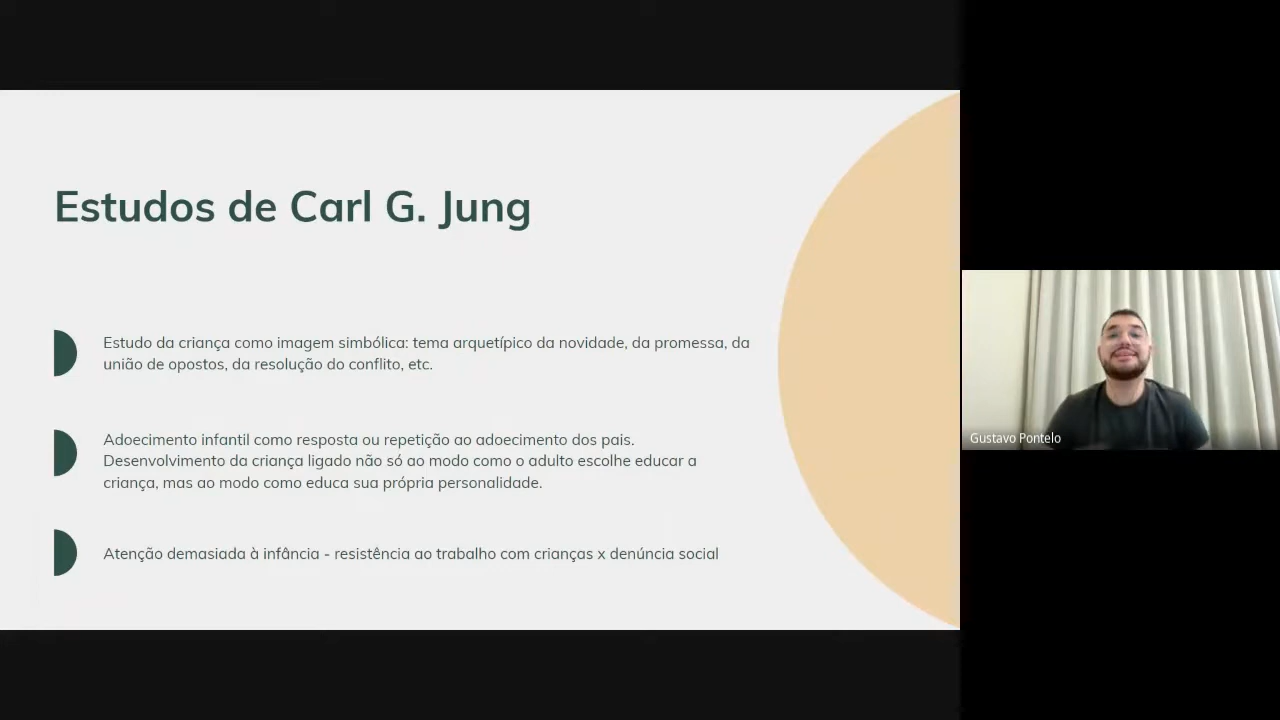 Estudos de Carl G. Jung
Estudo da criança como imagem simbólica: tema arquetípico da novidade, da promessa, da
união de opostos, da resolução do conflito, etc.
Adoecimento infantil como resposta ou repetição ao adoecimento dos pais.
Desenvolvimento da criança ligado não só ao modo como o adulto escolhe educar a
criança, mas ao modo como educa sua própria personalidade.
Atenção demasiada à infância - resistência ao trabalho com crianças x denúncia social
Gustavo Pontelo